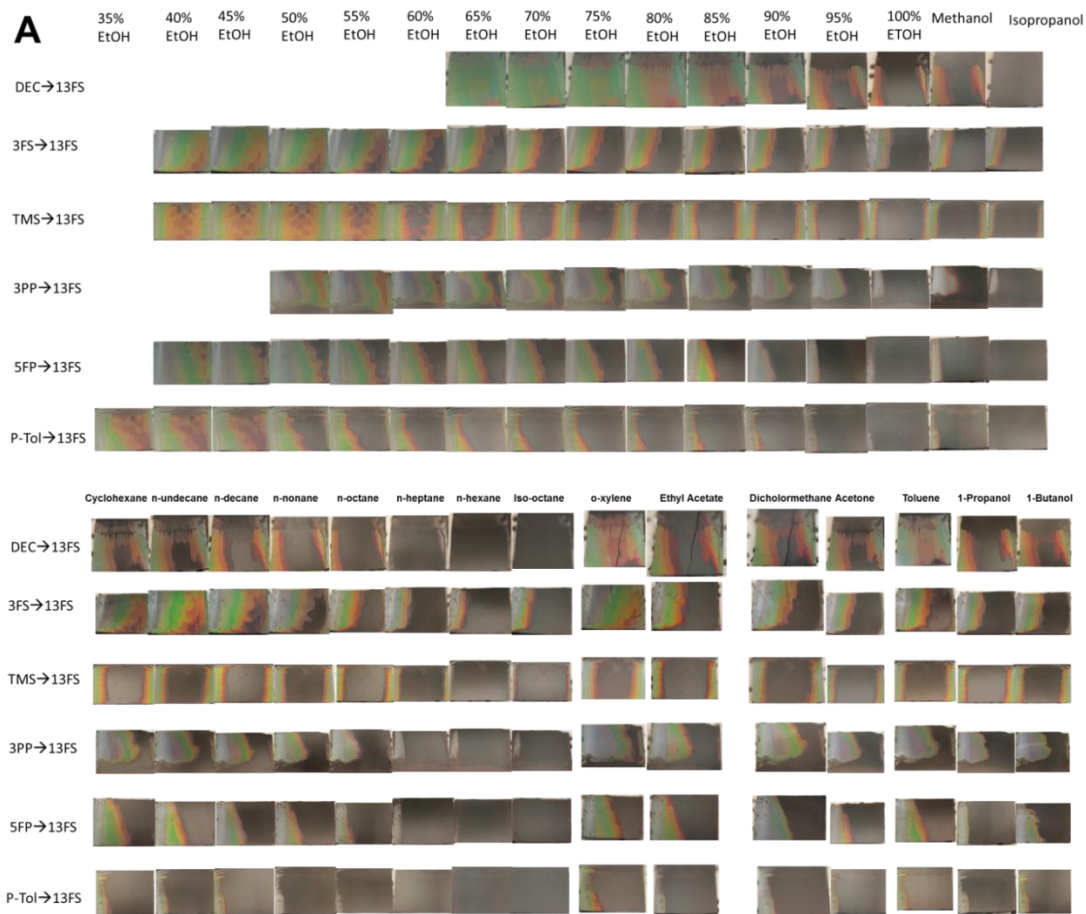 A
35% 40% 45% 50% 55% 60% 65% 70% 75% 80% 85% 90% 95% 100% Methanol Isopropanol
EtOH EtOH EtOH EtOH EtOH EtOH EtOH EtOH EtOH EtOH EtOH EtOH EtOH ETOH
DEC→13FS
3FS→13FS
TMS→13FS
3PP→13FS
5FP→13FS
P-Tol→13FS
Cyclohexane n-undecane n-decane n-nonane n-octane n-heptane n-hexane Iso-octane o-xylene Ethyl Acetate Dicholormethane Acetone Toluene 1-Propanol 1-Butanol
DEC→13FS
3FS→13FS
TMS→13FS
3PP→13FS
5FP→13FS
P-Tol→13FS